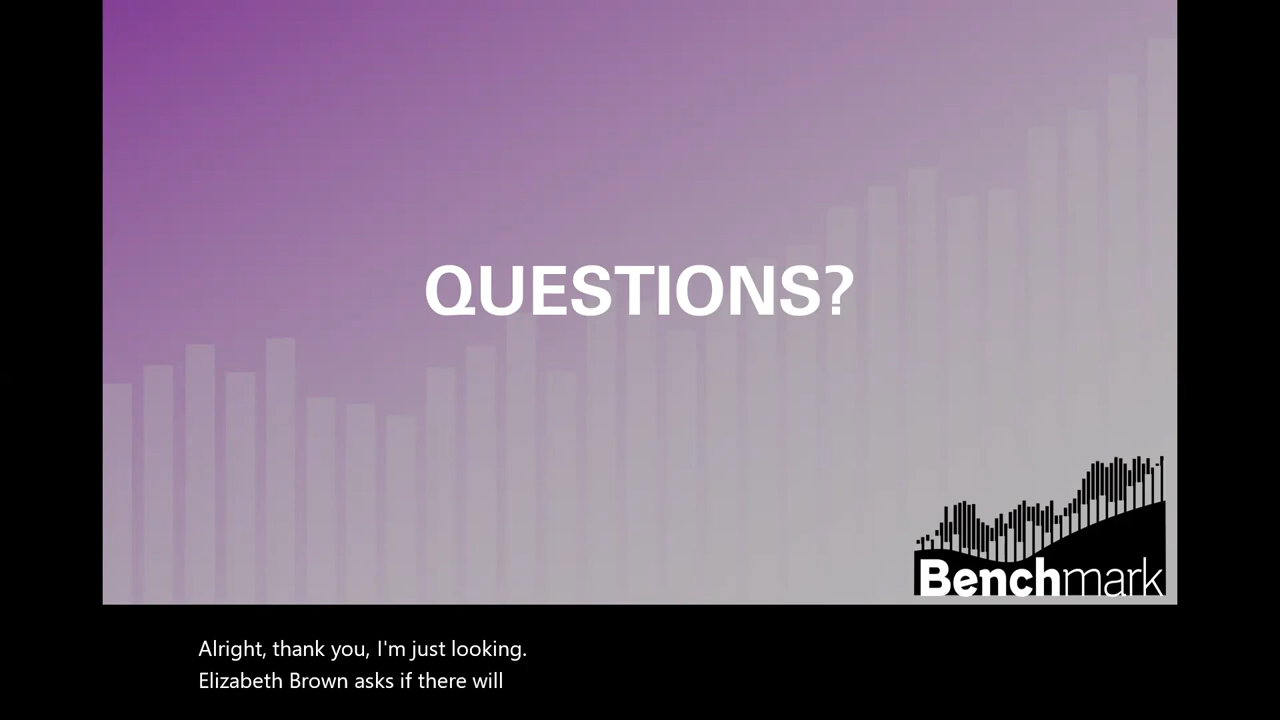 QUESTIONS?
Benchmark
Alright, thank you, I'm just looking.
Elizabeth Brown asks if there will